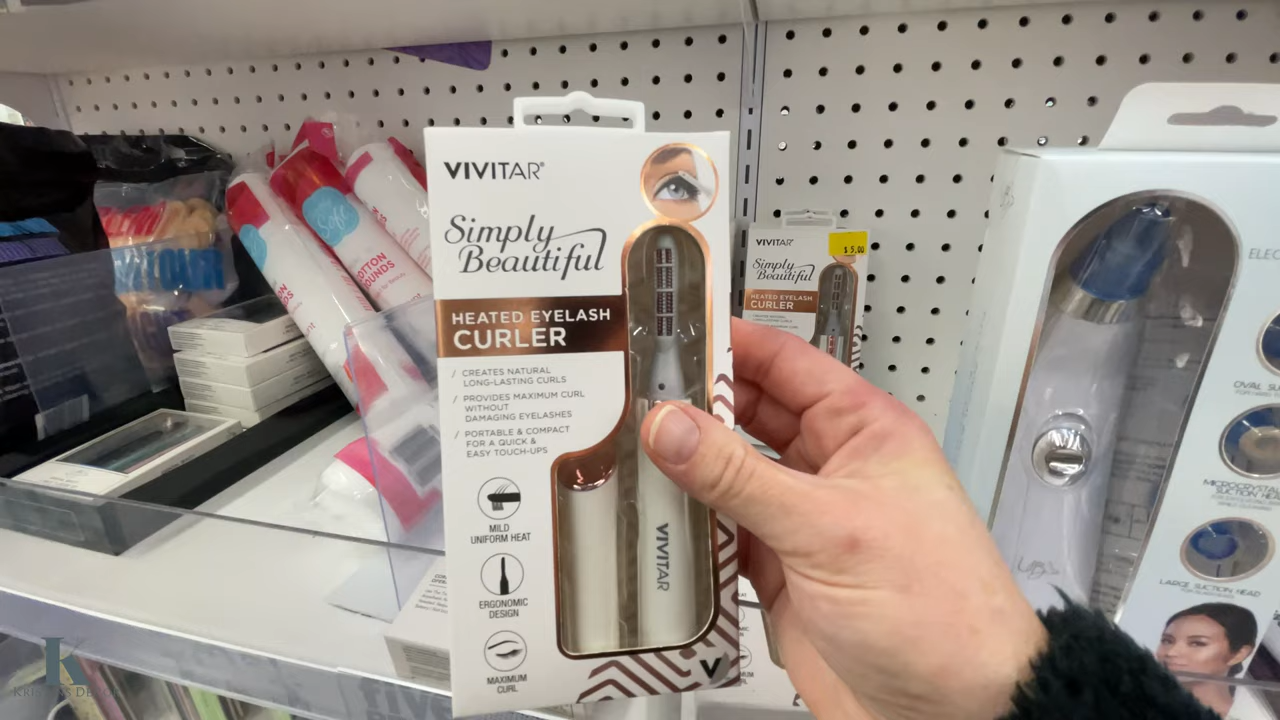 VIVITAR®
Simply
Beautiful
HEATED EYELASH
CURLER
/ CREATES NATURAL
LONG-LASTING CURLS
/ PROVIDES MAXIMUM CURL
WITHOUT
DAMAGING EYELASHES
/ PORTABLE & COMPACT
FOR A QUICK &
EASY TOUCH-UPS
MILD
UNIFORM HEAT
ERGONOMIC
DESIGN
MAXIMUM
CURL
VIVITAR
V
VIVITAR
$ 5.00
Simply
Beautiful
HEATED EYELASH
CURLER
Soft
COTTON
ROUNDS
LARGE SUCTION HEAD
K